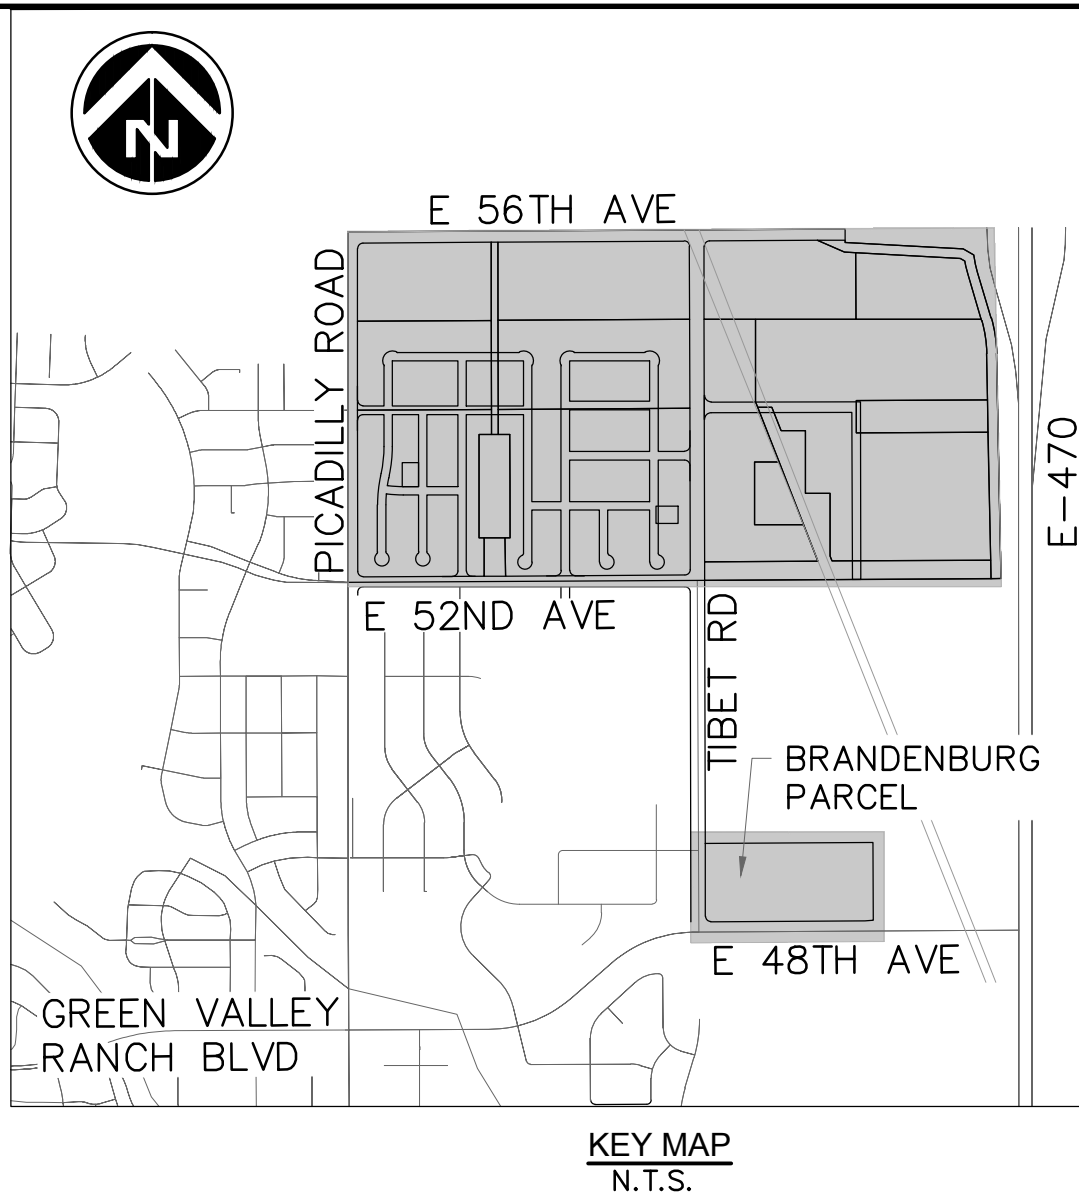 N
E 56TH AVE
PICADILLY ROAD
E-470
E 52ND AVE
TIBET RD
BRANDENBURG
PARCEL
E 48TH AVE
GREEN VALLEY
RANCH BLVD
KEY MAP
N.T.S.